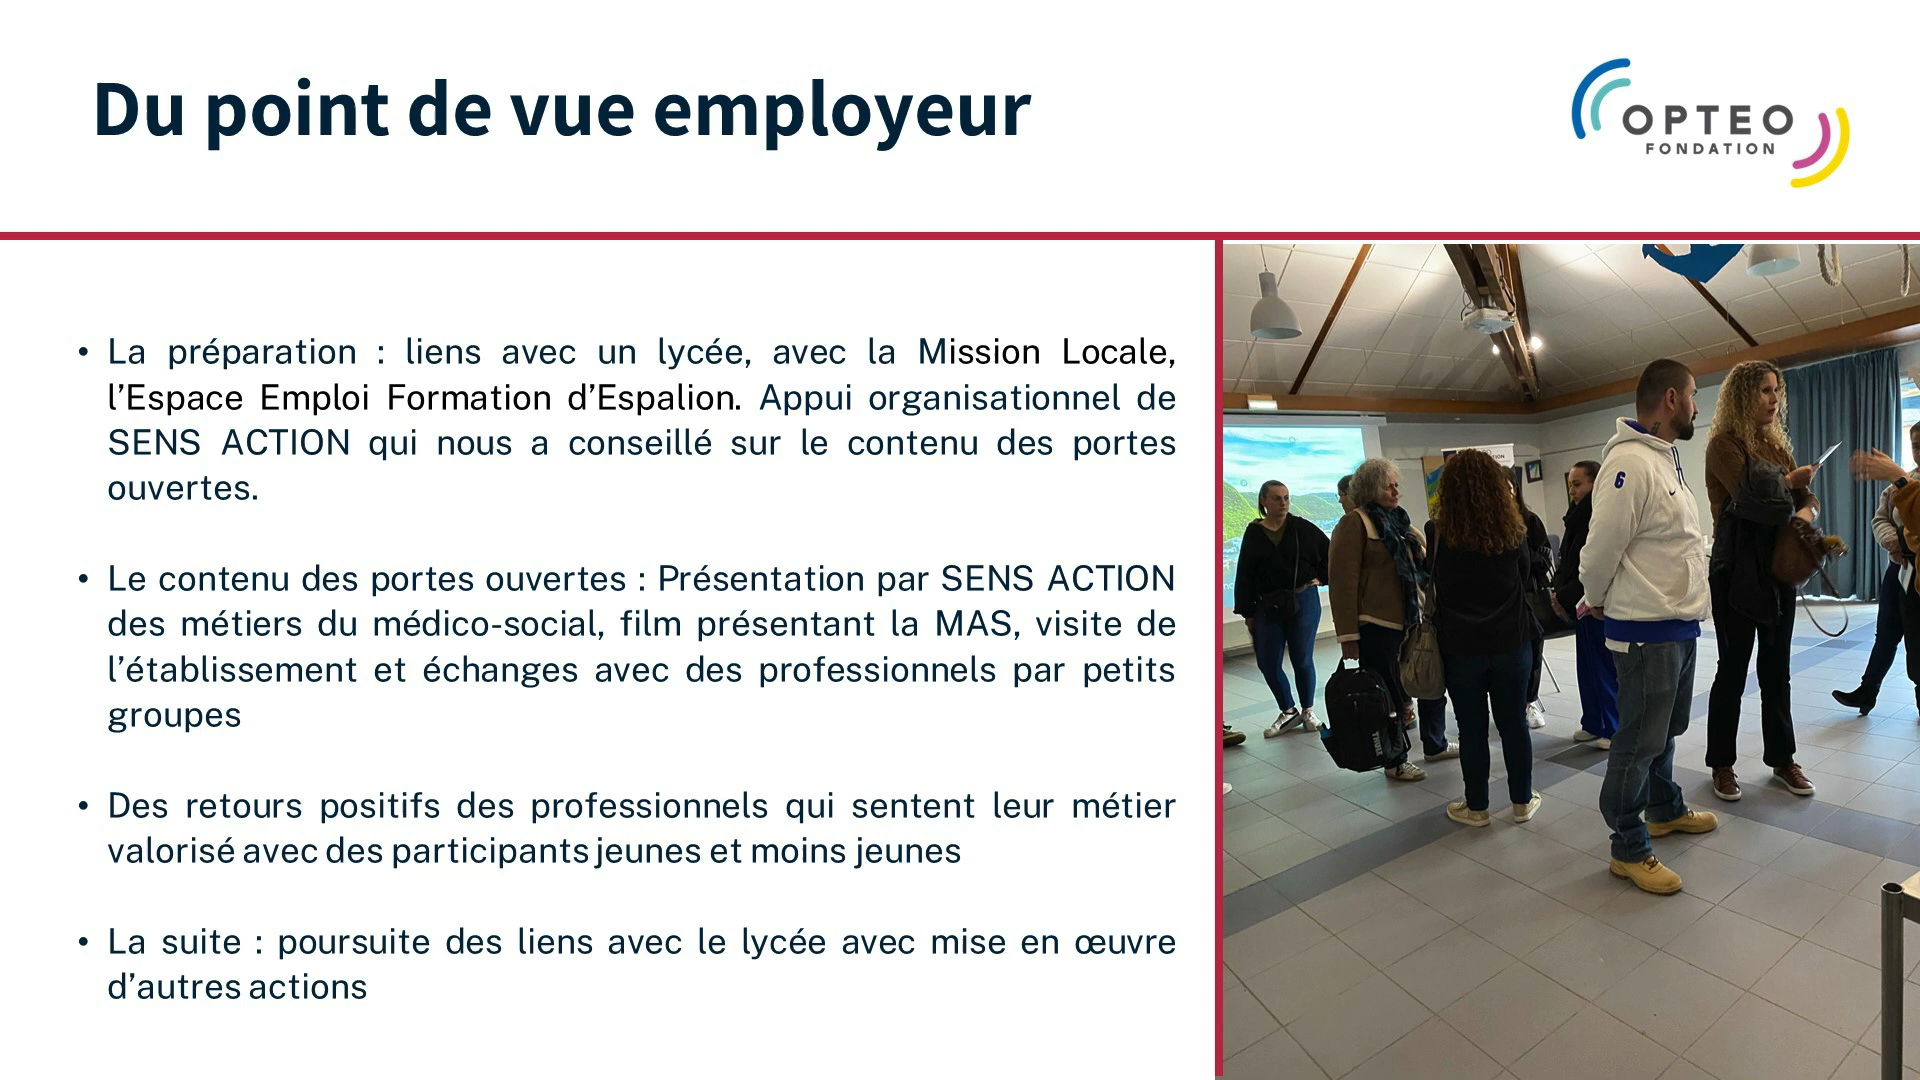 Du point de vue employeur
OPTEO
FONDATION
• La préparation : liens avec un lycée, avec la Mission Locale,
l’Espace Emploi Formation d’Espalion. Appui organisationnel de
SENS ACTION qui nous a conseillé sur le contenu des portes
ouvertes.
• Le contenu des portes ouvertes : Présentation par SENS ACTION
des métiers du médico-social, film présentant la MAS, visite de
l’établissement et échanges avec des professionnels par petits
groupes
• Des retours positifs des professionnels qui sentent leur métier
valorisé avec des participants jeunes et moins jeunes
• La suite : poursuite des liens avec le lycée avec mise en œuvre
d’autres actions
6
THULE